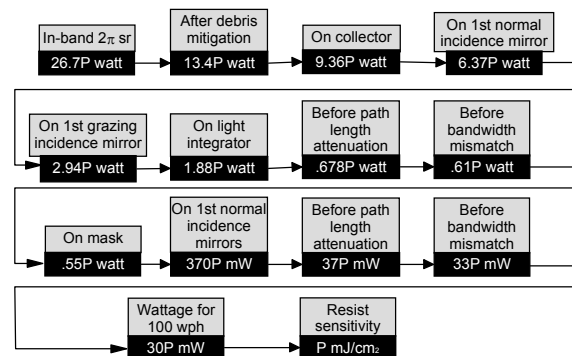 In-band 2π sr
26.7P watt
After debris
mitigation
13.4P watt
On collector
9.36P watt
On 1st normal
incidence mirror
6.37P watt
On 1st grazing
incidence mirror
2.94P watt
On light
integrator
1.88P watt
Before path
length
attenuation
.678P watt
Before
bandwidth
mismatch
.61P watt
On mask
.55P watt
On 1st normal
incidence
mirrors
370P mW
Before path
length
attenuation
37P mW
Before
bandwidth
mismatch
33P mW
Wattage for
100 wph
30P mW
Resist
sensitivity
P mJ/cm₂